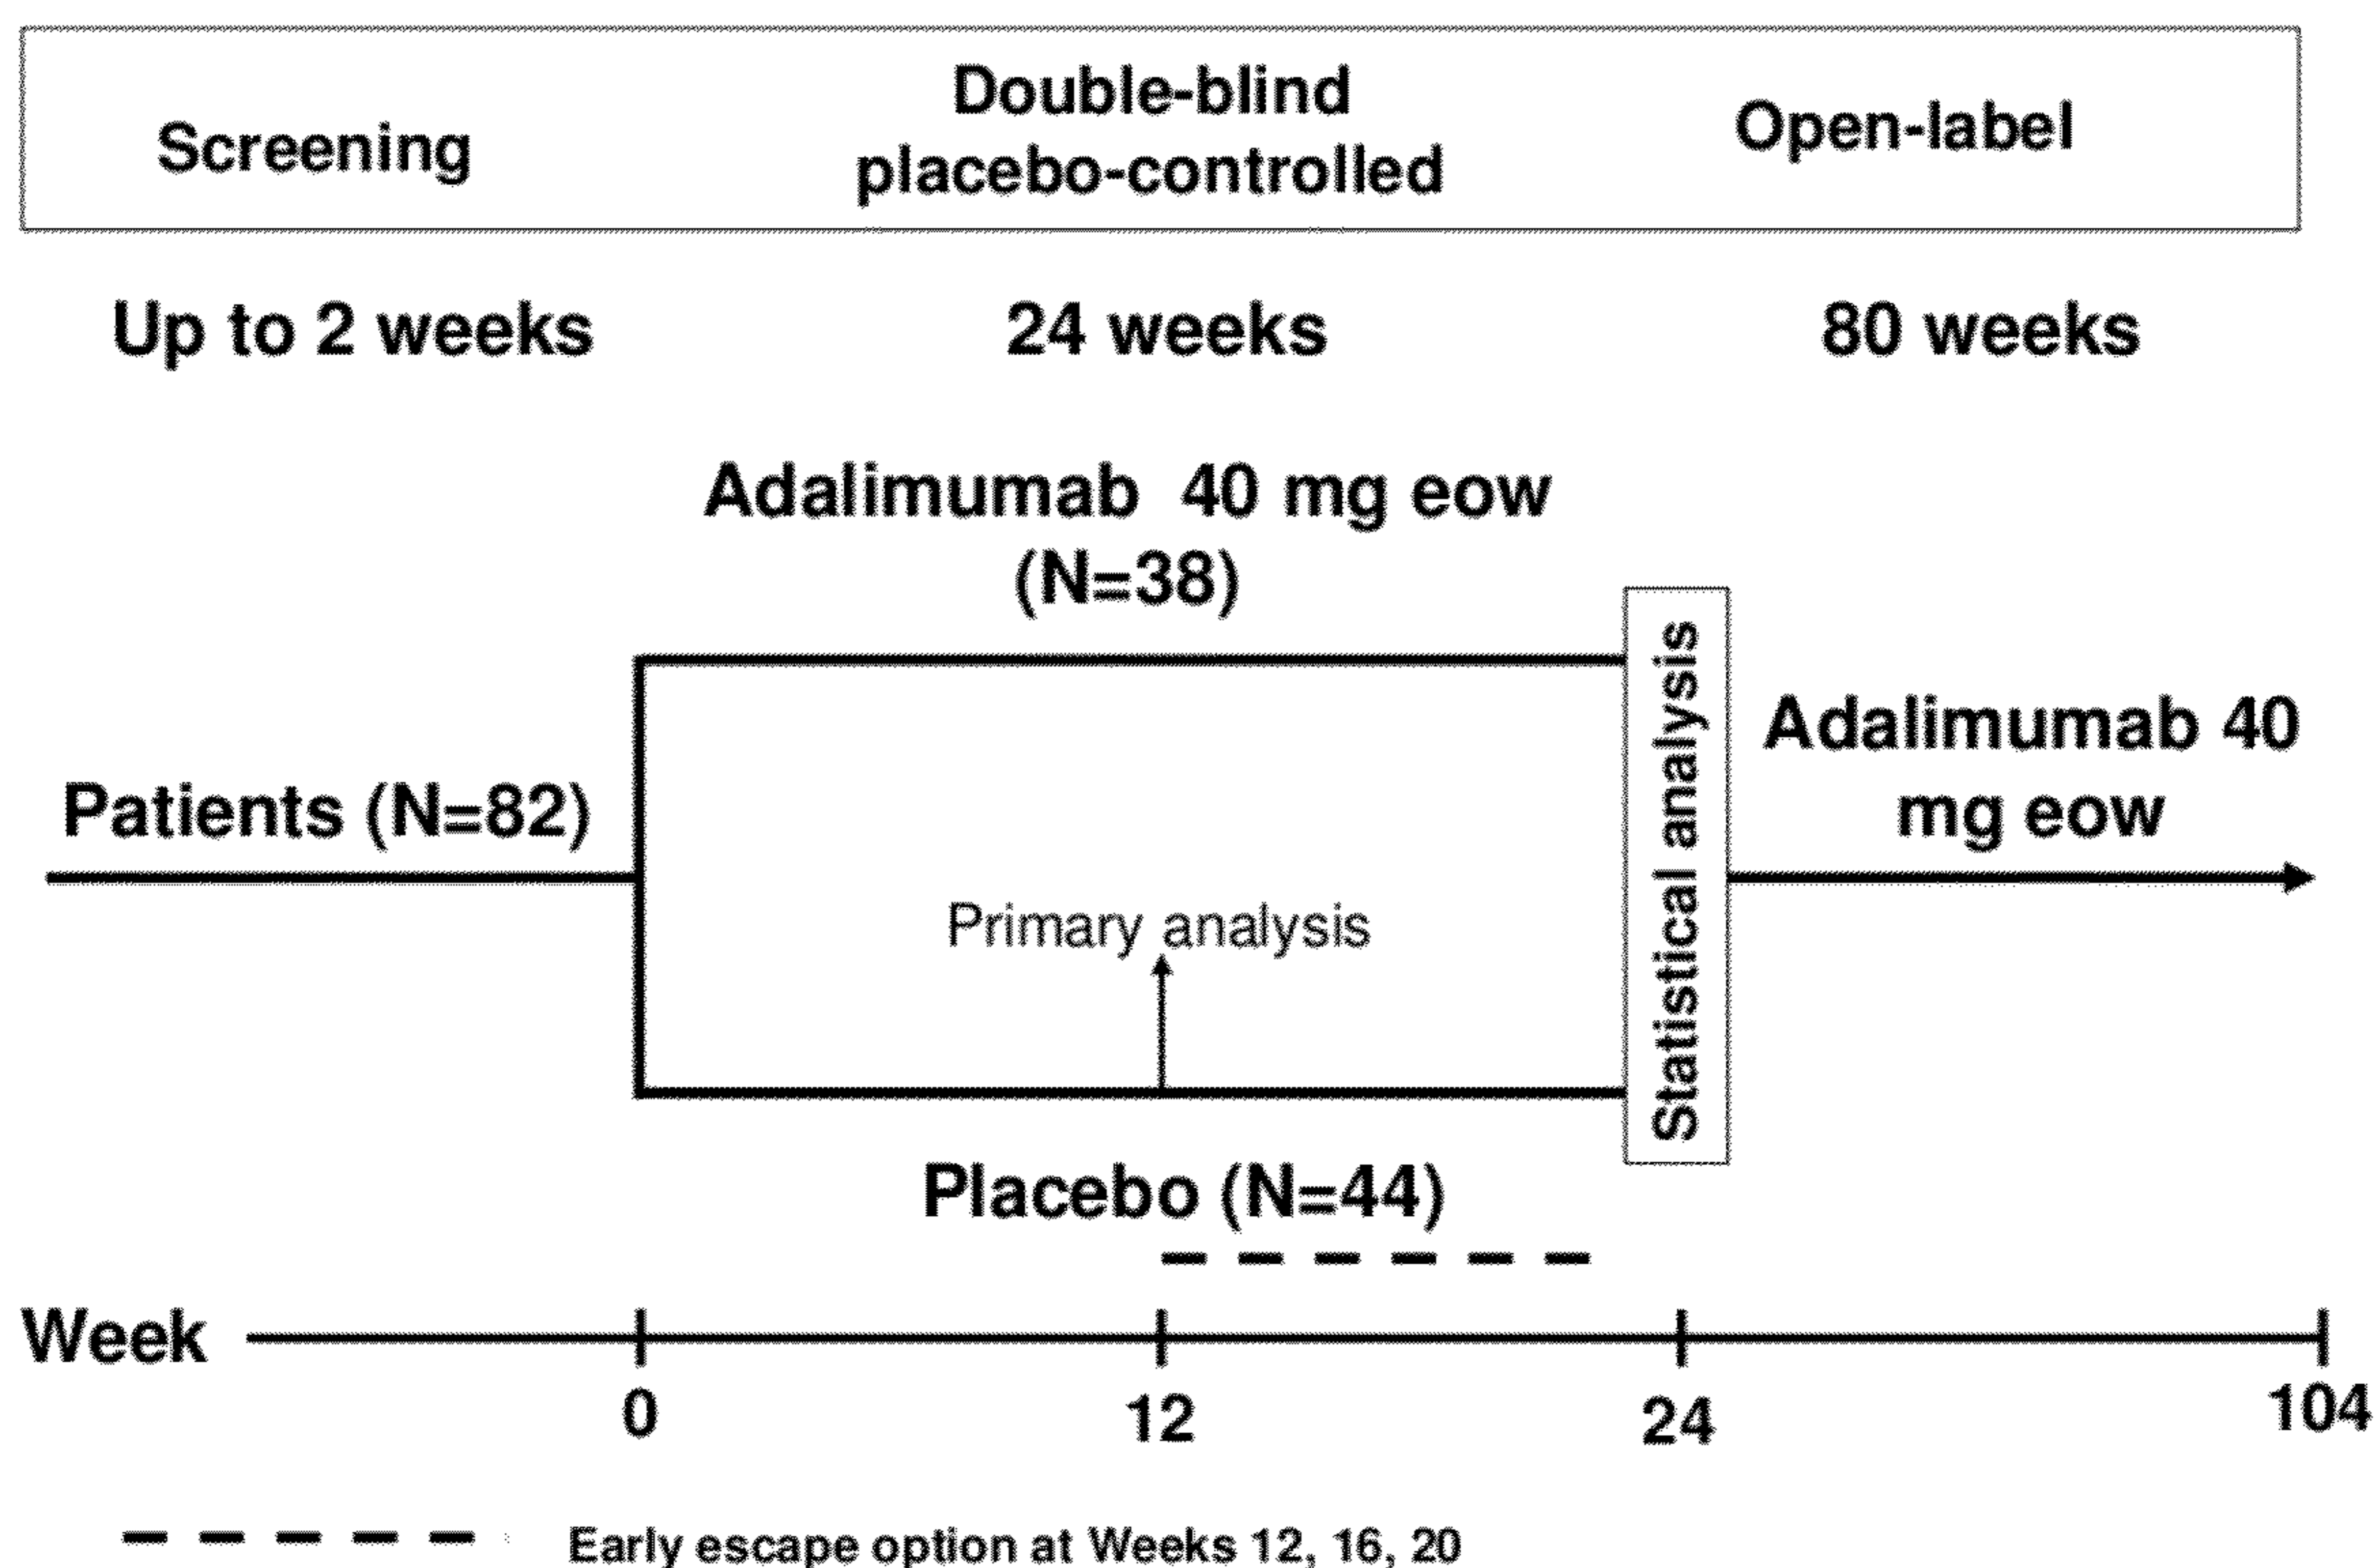 Screening
Double-blind
placebo-controlled
Open-label
Up to 2 weeks
24 weeks
80 weeks
Adalimumab 40 mg eow
(N=38)
Patients (N=82)
Primary analysis
Statistical analysis
Adalimumab 40
mg eow
Placebo (N=44)
Week
0
12
24
104
Early escape option at Weeks 12, 16, 20